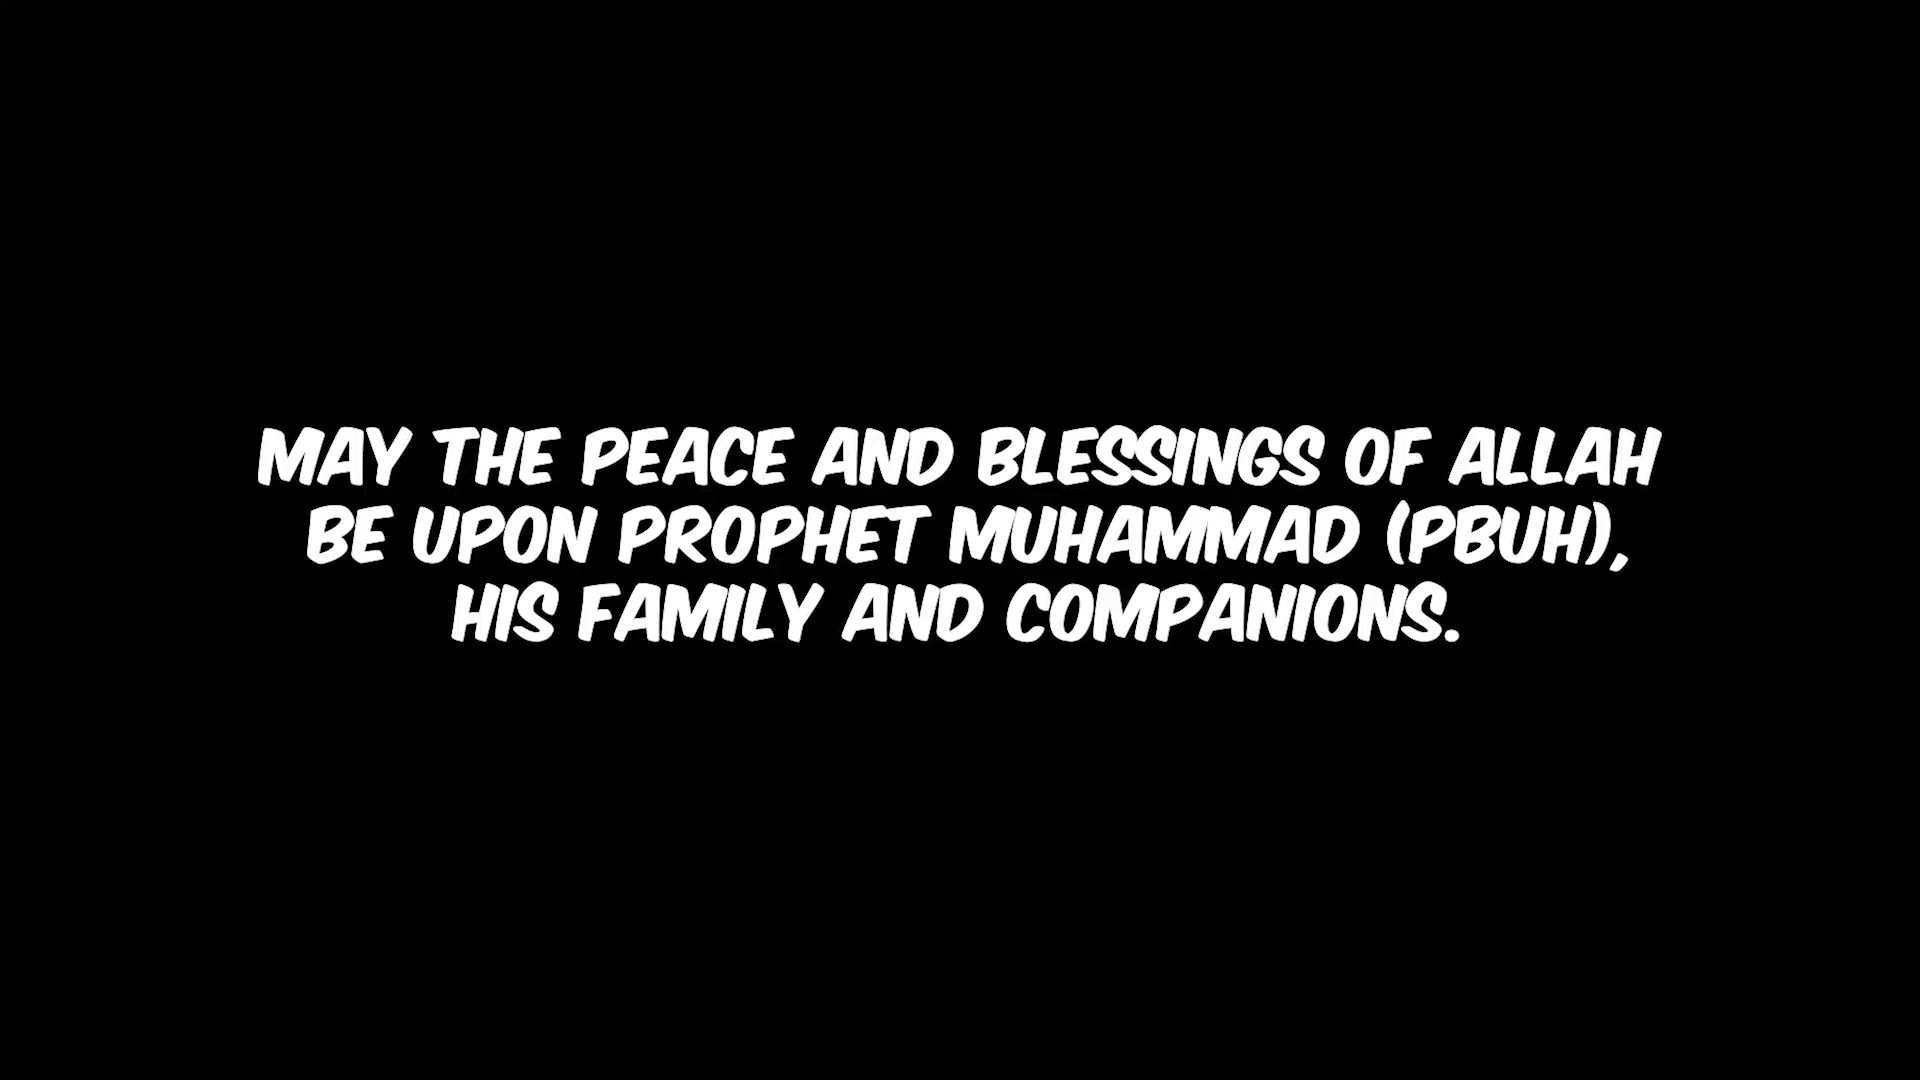 MAY THE PEACE AND BLESSINGS OF ALLAH
BE UPON PROPHET MUHAMMAD (PBUH),
HIS FAMILY AND COMPANIONS.